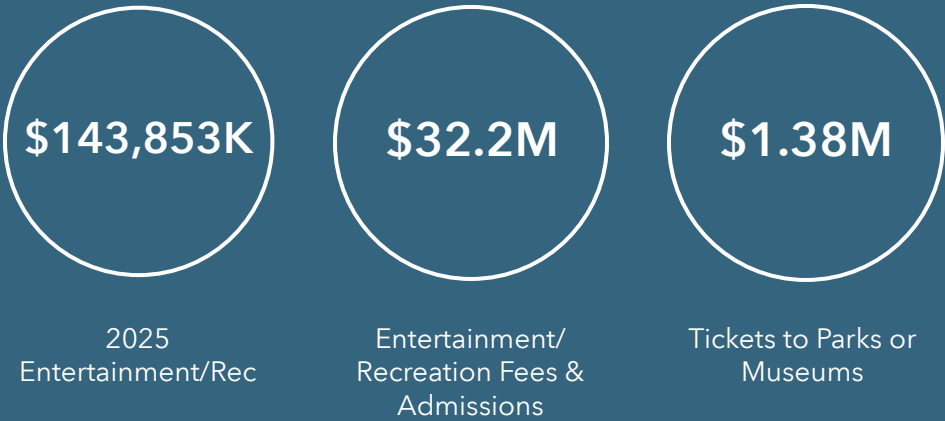 $143,853K
$32.2M
$1.38M
2025
Entertainment/Rec
Entertainment/
Recreation Fees &
Admissions
Tickets to Parks or
Museums